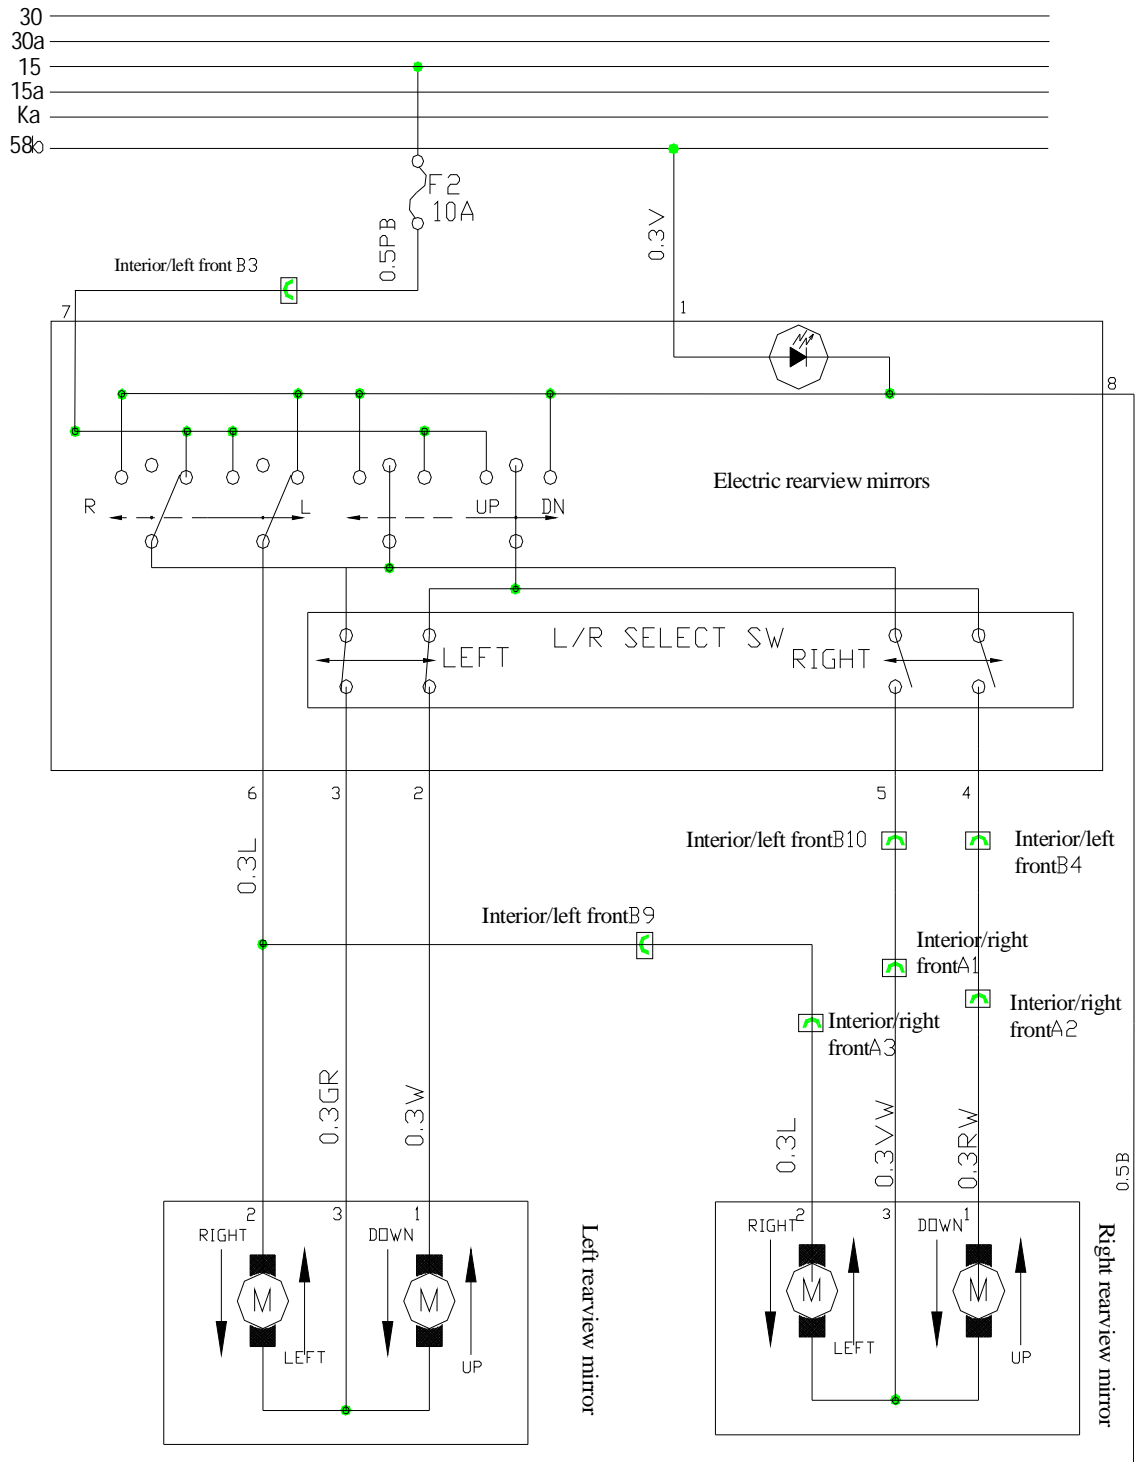 30
30a
15
15a
Ka
58b
F2
10A
0.5PB
0.3V
Interior/left front B3
7
1
8
Electric rearview mirrors
R
L
UP
DN
L/R SELECT SW
LEFT
RIGHT
6
3
2
5
4
Interior/left frontB10
Interior/left
frontB4
0.3L
Interior/left frontB9
Interior/right
frontA1
Interior/right
frontA2
Interior/right
frontA3
0.3GR
0.3W
0.3L
0.3VW
0.3RW
0.5B
2
3
1
RIGHT
DOWN
M
M
LEFT
UP
Left rearview mirror
2
3
1
RIGHT
DOWN
M
M
LEFT
UP
Right rearview mirror